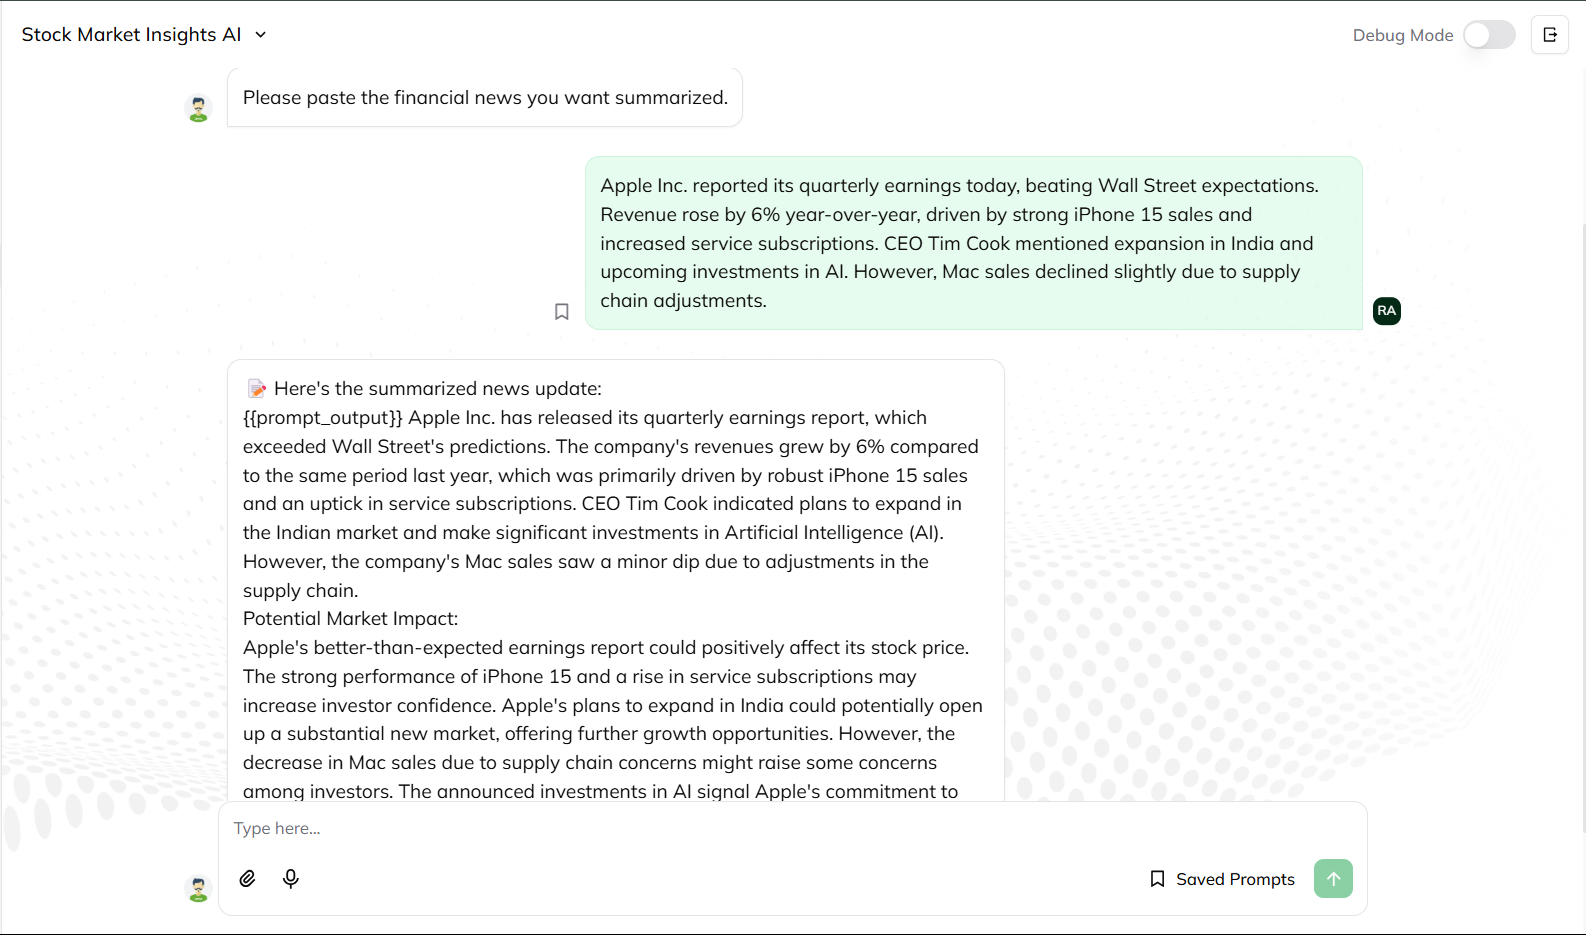 Stock Market Insights AI
Debug Mode
Please paste the financial news you want summarized.
Apple Inc. reported its quarterly earnings today, beating Wall Street expectations.
Revenue rose by 6% year-over-year, driven by strong iPhone 15 sales and
increased service subscriptions. CEO Tim Cook mentioned expansion in India and
upcoming investments in AI. However, Mac sales declined slightly due to supply
chain adjustments.
RA
Here's the summarized news update:
{{prompt_output}} Apple Inc. has released its quarterly earnings report, which
exceeded Wall Street's predictions. The company's revenues grew by 6% compared
to the same period last year, which was primarily driven by robust iPhone 15 sales
and an uptick in service subscriptions. CEO Tim Cook indicated plans to expand in
the Indian market and make significant investments in Artificial Intelligence (AI).
However, the company's Mac sales saw a minor dip due to adjustments in the
supply chain.
Potential Market Impact:
Apple's better-than-expected earnings report could positively affect its stock price.
The strong performance of iPhone 15 and a rise in service subscriptions may
increase investor confidence. Apple's plans to expand in India could potentially open
up a substantial new market, offering further growth opportunities. However, the
decrease in Mac sales due to supply chain concerns might raise some concerns
among investors. The announced investments in AI signal Apple's commitment to
Type here...
Saved Prompts